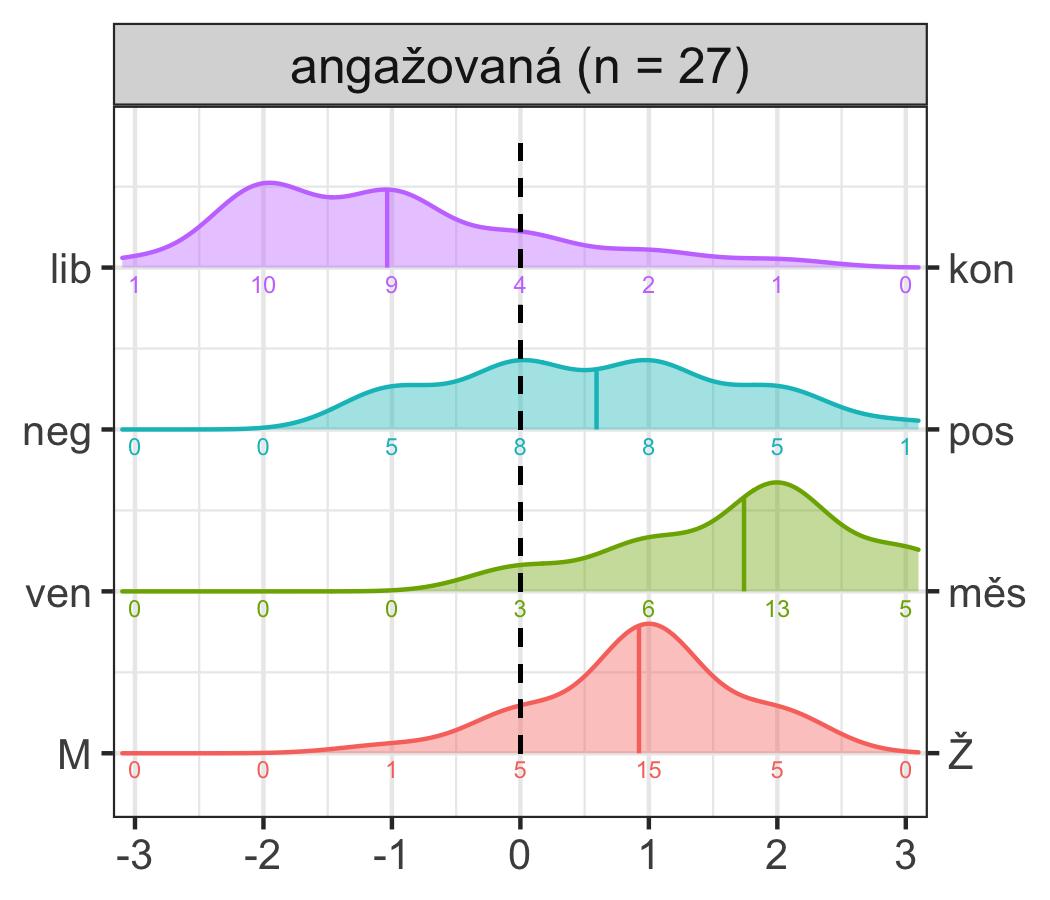 angažovaná (n = 27)
lib kon
1 10 9 4 2 1 0
neg pos
0 0 5 8 8 5 1
ven měs
0 0 0 3 6 13 5
M Ž
0 0 1 5 15 5 0
-3 -2 -1 0 1 2 3